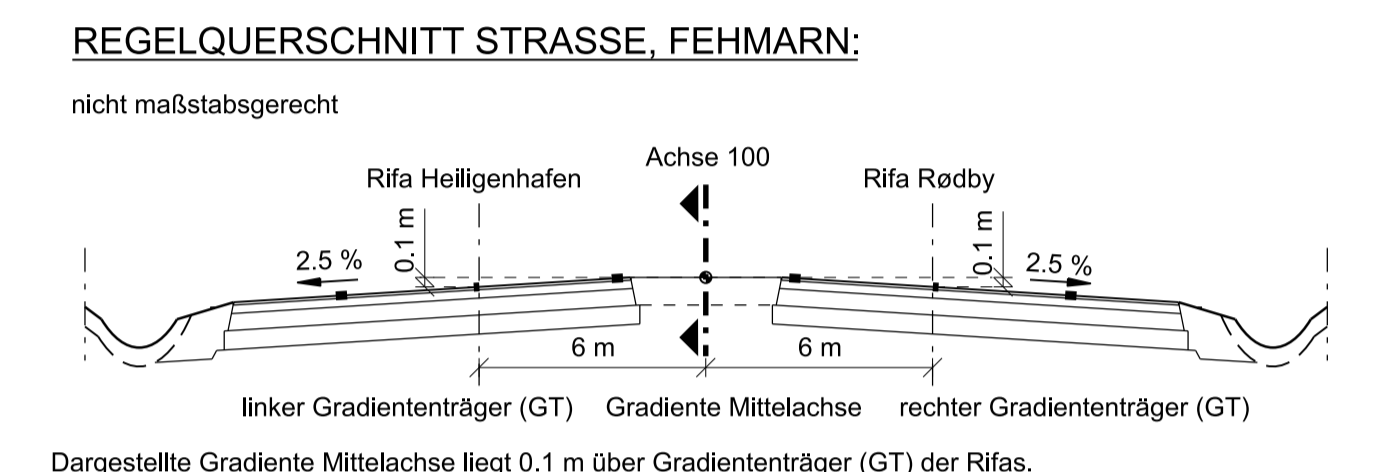 REGELQUERSCHNITT STRASSE, FEHMARN:
nicht maßstabsgerecht
Achse 100
Rifa Heiligenhafen
Rifa Rødby
0.1 m
0.1 m
2.5 %
2.5 %
6 m
6 m
linker Gradiententräger (GT)
Gradiente Mittelachse
rechter Gradiententräger (GT)
Dargestellte Gradiente Mittelachse liegt 0.1 m über Gradiententräger (GT) der Rifas.